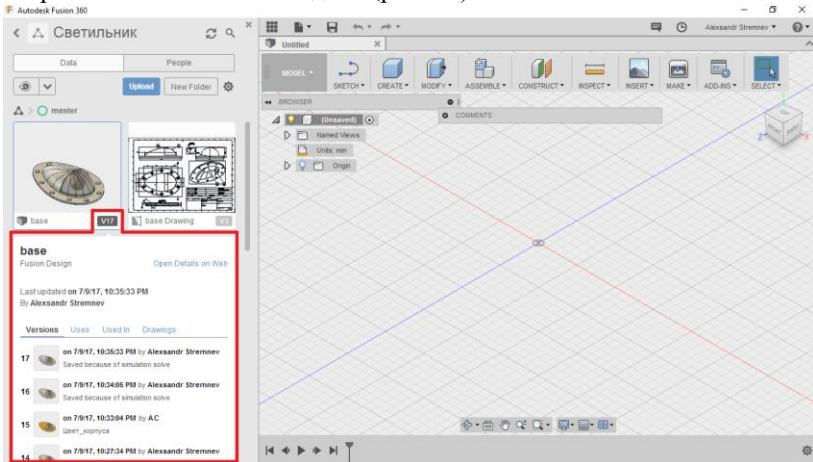 Autodesk Fusion 360
Светильник
Data People
Upload New Folder
master
base V17
base Drawing V3
base
Fusion Design Open Details on Web
Last updated on 7/9/17, 10:35:33 PM
By Alexsandr Stremnev
Versions Uses Used In Drawings
17 on 7/9/17, 10:35:33 PM by Alexsandr Stremnev
Saved because of simulation solve
16 on 7/9/17, 10:34:05 PM by Alexsandr Stremnev
Saved because of simulation solve
15 on 7/9/17, 10:33:04 PM by A C
Цвет_корпуса
14 on 7/9/17, 10:27:34 PM by Alexsandr Stremnev
Alexsandr Stremnev
Untitled
MODEL SKETCH CREATE MODIFY ASSEMBLE CONSTRUCT INSPECT INSERT MAKE ADD-INS SELECT
BROWSER
COMMENTS
(Unsaved)
Named Views
Units: mm
Origin
FRONT RIGHT
Z X